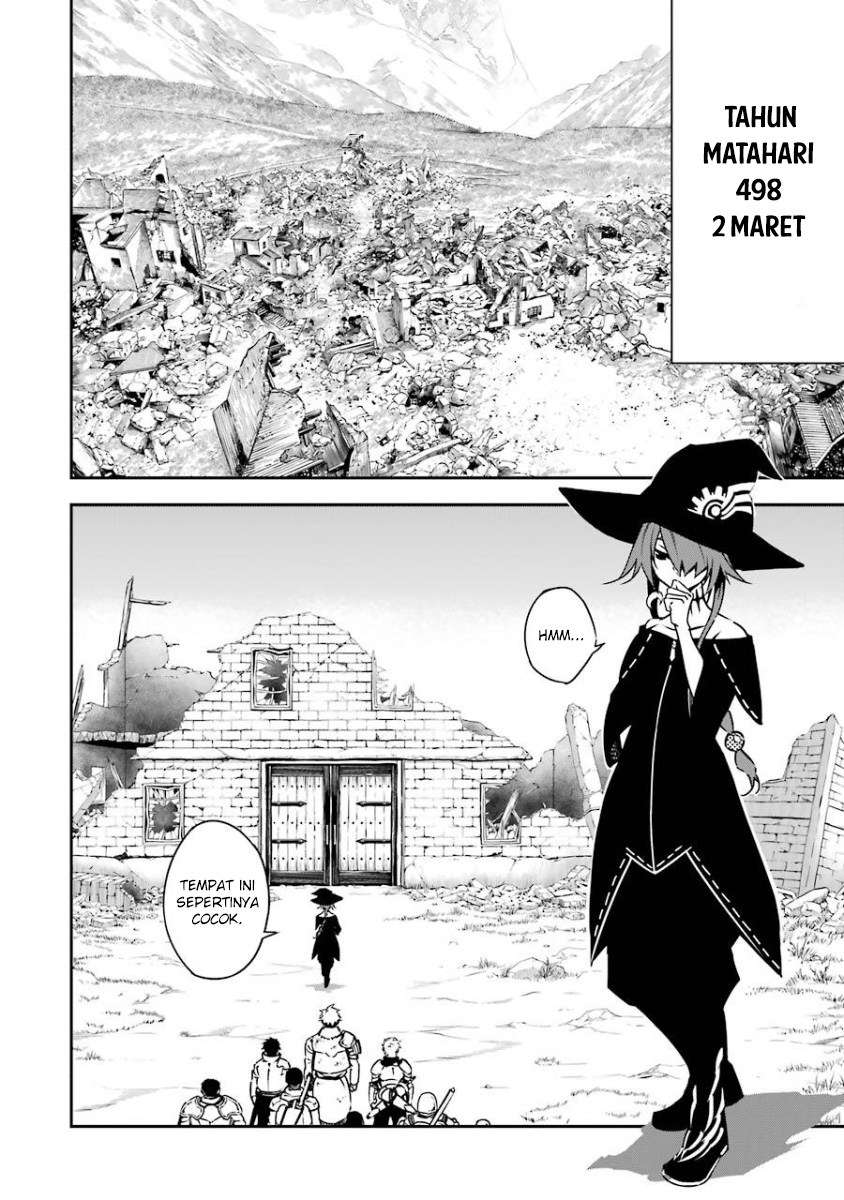 TAHUN
MATAHARI
498
2 MARET
HMM...
TEMPAT INI
SEPERTINYA
COCOK.